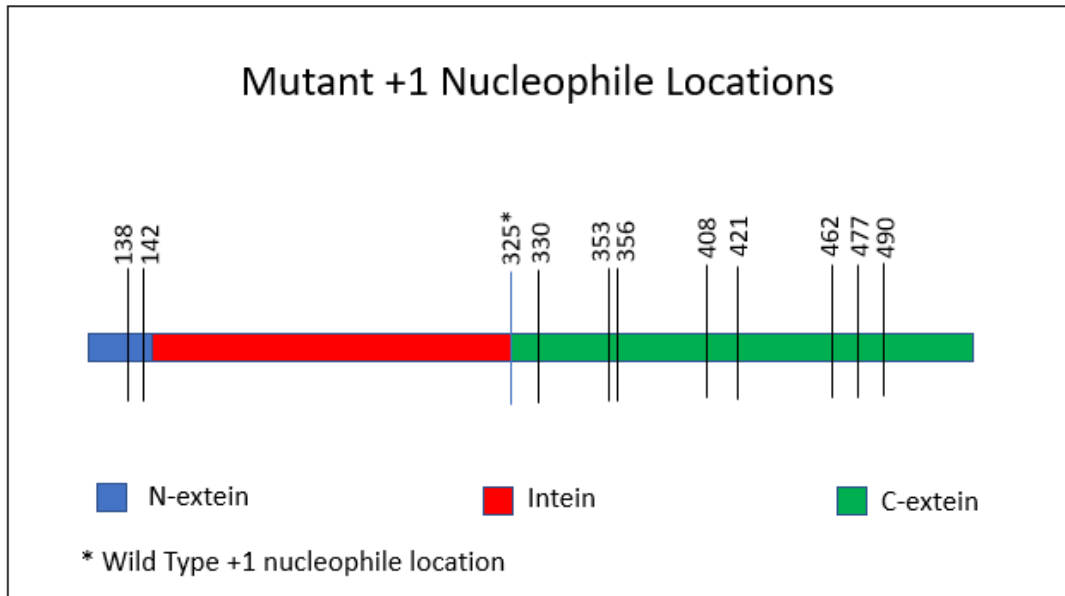 Mutant +1 Nucleophile Locations
138
142
325*
330
353
356
408
421
462
477
490
N-extein
Intein
C-extein
* Wild Type +1 nucleophile location